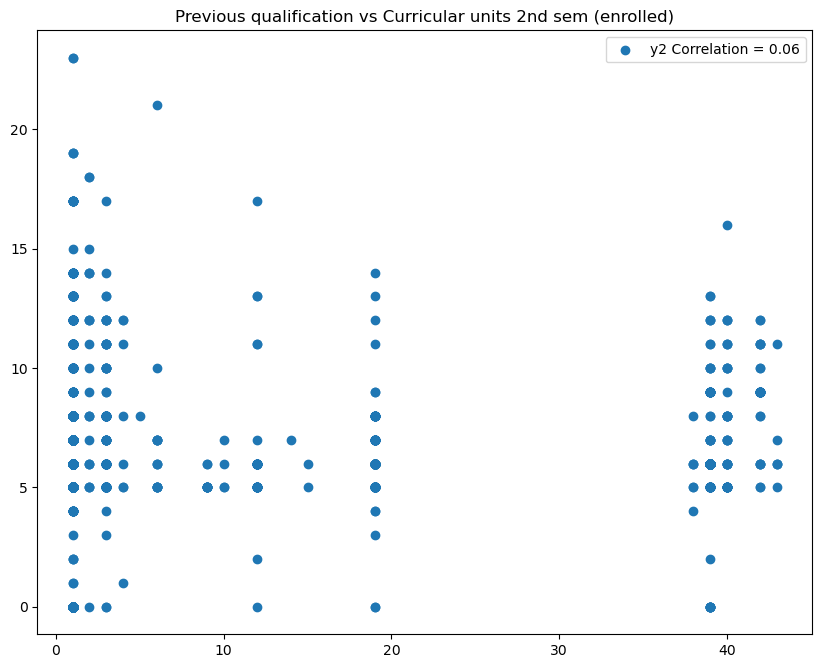 Previous qualification vs Curricular units 2nd sem (enrolled)
y2 Correlation = 0.06
20
15
10
5
0
0 10 20 30 40